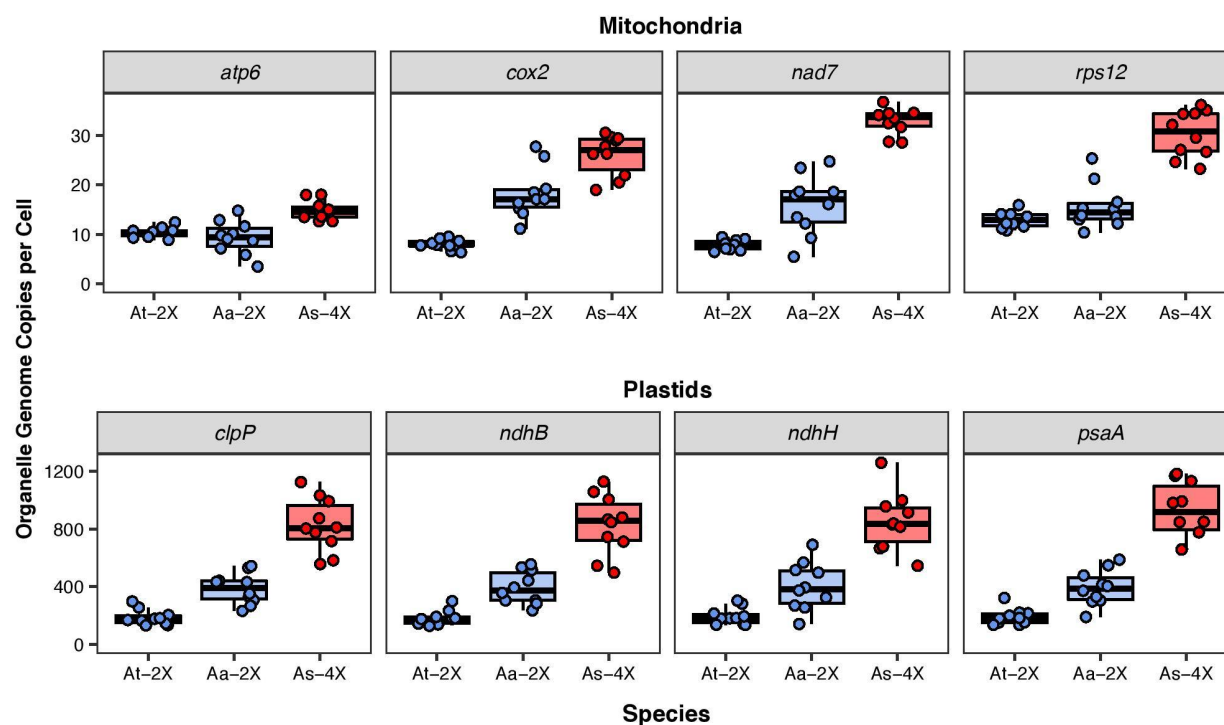 Mitochondria
atp6 cox2 nad7 rps12
Organelle Genome Copies per Cell
30
20
10
0
At−2X Aa−2X As−4X At−2X Aa−2X As−4X At−2X Aa−2X As−4X At−2X Aa−2X As−4X
Plastids
clpP ndhB ndhH psaA
1200
800
400
0
At−2X Aa−2X As−4X At−2X Aa−2X As−4X At−2X Aa−2X As−4X At−2X Aa−2X As−4X
Species